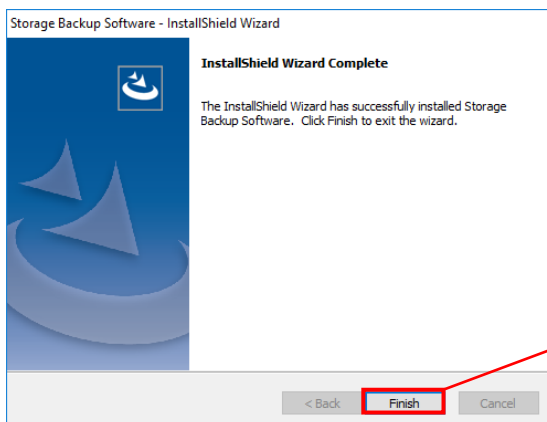 Storage Backup Software - InstallShield Wizard
InstallShield Wizard Complete
The InstallShield Wizard has successfully installed Storage
Backup Software. Click Finish to exit the wizard.
< Back Finish Cancel